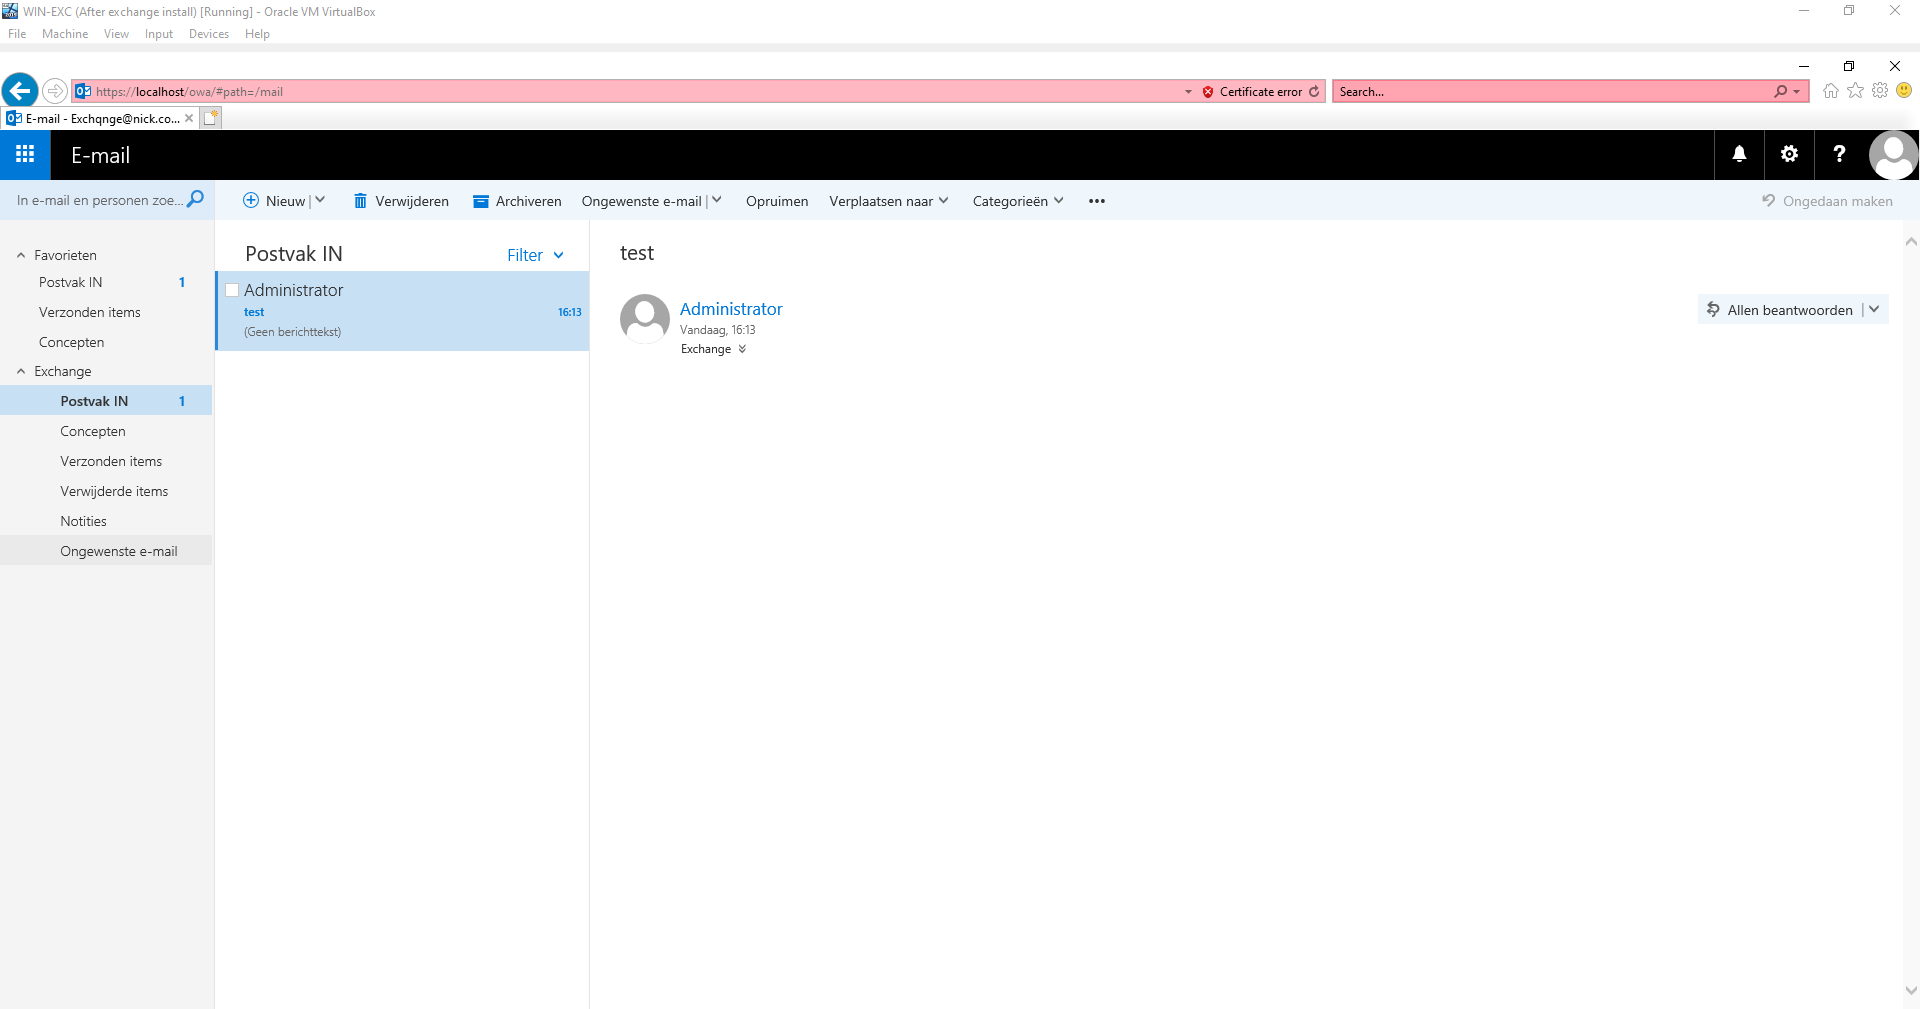 WIN-EXC (After exchange install) [Running] - Oracle VM VirtualBox
File Machine View Input Devices Help
https://localhost/owa/#path=/mail Certificate error Search...
E-mail - Exchqnge@nick.co...
E-mail
In e-mail en personen zoe... Nieuw Verwijderen Archiveren Ongewenste e-mail Opruimen Verplaatsen naar Categorieën ••• Ongedaan maken
Favorieten
Postvak IN 1
Verzonden items
Concepten
Exchange
Postvak IN 1
Concepten
Verzonden items
Verwijderde items
Notities
Ongewenste e-mail
Postvak IN Filter
Administrator
test 16:13
(Geen berichttekst)
test
Administrator
Vandaag, 16:13
Exchange
Allen beantwoorden